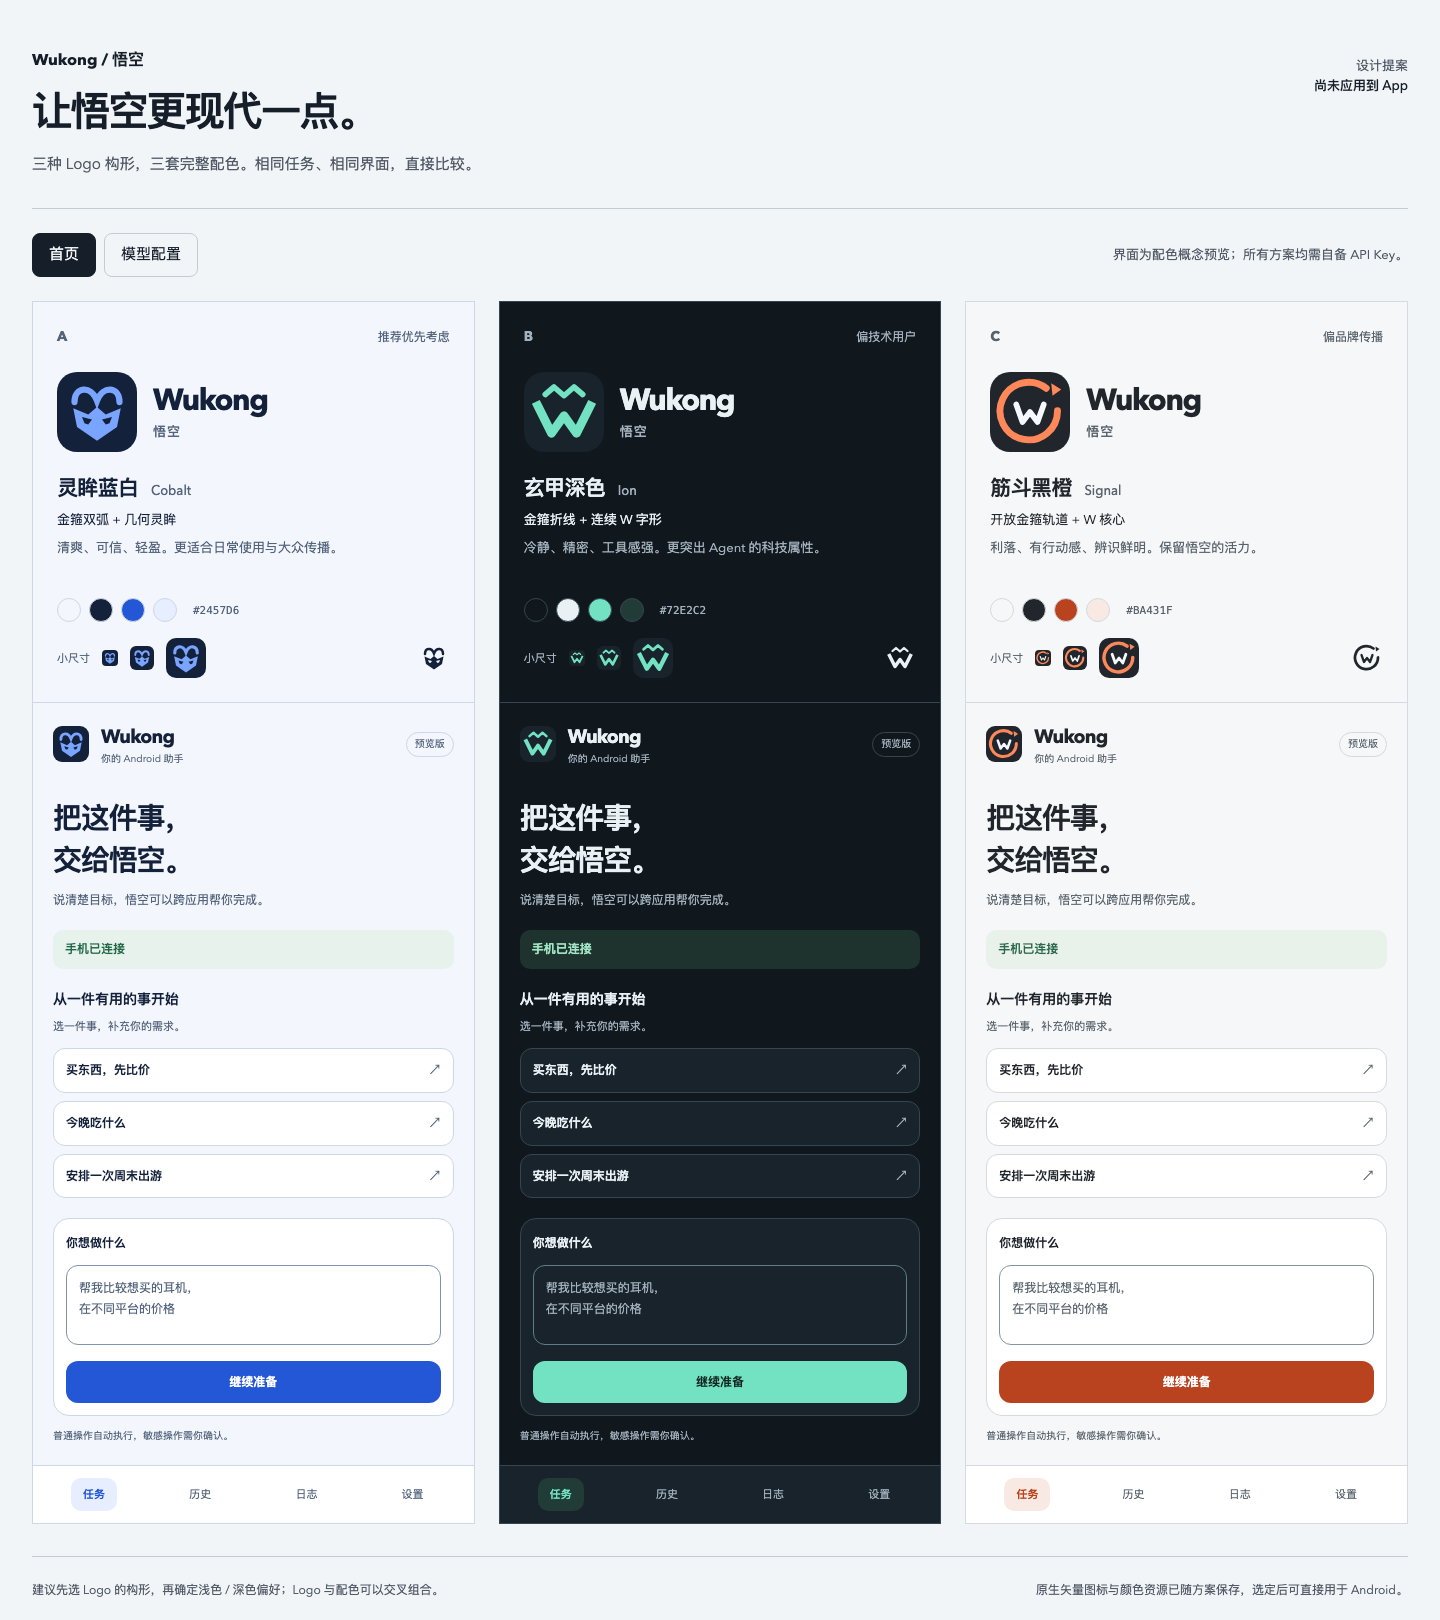 Wukong / 悟空
让悟空更现代一点。
三种 Logo 构形，三套完整配色。相同任务、相同界面，直接比较。
设计提案
尚未应用到 App
首页
模型配置
界面为配色概念预览；所有方案均需自备 API Key。
A
推荐优先考虑
Wukong
悟空
灵眸蓝白 Cobalt
金箍双弧 + 几何灵眸
清爽、可信、轻盈。更适合日常使用与大众传播。
#2457D6
小尺寸
Wukong
你的 Android 助手
预览版
把这件事，
交给悟空。
说清楚目标，悟空可以跨应用帮你完成。
手机已连接
从一件有用的事开始
选一件事，补充你的需求。
买东西，先比价 ↗
今晚吃什么 ↗
安排一次周末出游 ↗
你想做什么
帮我比较想买的耳机，
在不同平台的价格
继续准备
普通操作自动执行，敏感操作需你确认。
任务 历史 日志 设置
B
偏技术用户
Wukong
悟空
玄甲深色 Ion
金箍折线 + 连续 W 字形
冷静、精密、工具感强。更突出 Agent 的科技属性。
#72E2C2
小尺寸
Wukong
你的 Android 助手
预览版
把这件事，
交给悟空。
说清楚目标，悟空可以跨应用帮你完成。
手机已连接
从一件有用的事开始
选一件事，补充你的需求。
买东西，先比价 ↗
今晚吃什么 ↗
安排一次周末出游 ↗
你想做什么
帮我比较想买的耳机，
在不同平台的价格
继续准备
普通操作自动执行，敏感操作需你确认。
任务 历史 日志 设置
C
偏品牌传播
Wukong
悟空
筋斗黑橙 Signal
开放金箍轨道 + W 核心
利落、有行动感、辨识鲜明。保留悟空的活力。
#BA431F
小尺寸
Wukong
你的 Android 助手
预览版
把这件事，
交给悟空。
说清楚目标，悟空可以跨应用帮你完成。
手机已连接
从一件有用的事开始
选一件事，补充你的需求。
买东西，先比价 ↗
今晚吃什么 ↗
安排一次周末出游 ↗
你想做什么
帮我比较想买的耳机，
在不同平台的价格
继续准备
普通操作自动执行，敏感操作需你确认。
任务 历史 日志 设置
建议先选 Logo 的构形，再确定浅色 / 深色偏好；Logo 与配色可以交叉组合。
原生矢量图标与颜色资源已随方案保存，选定后可直接用于 Android。